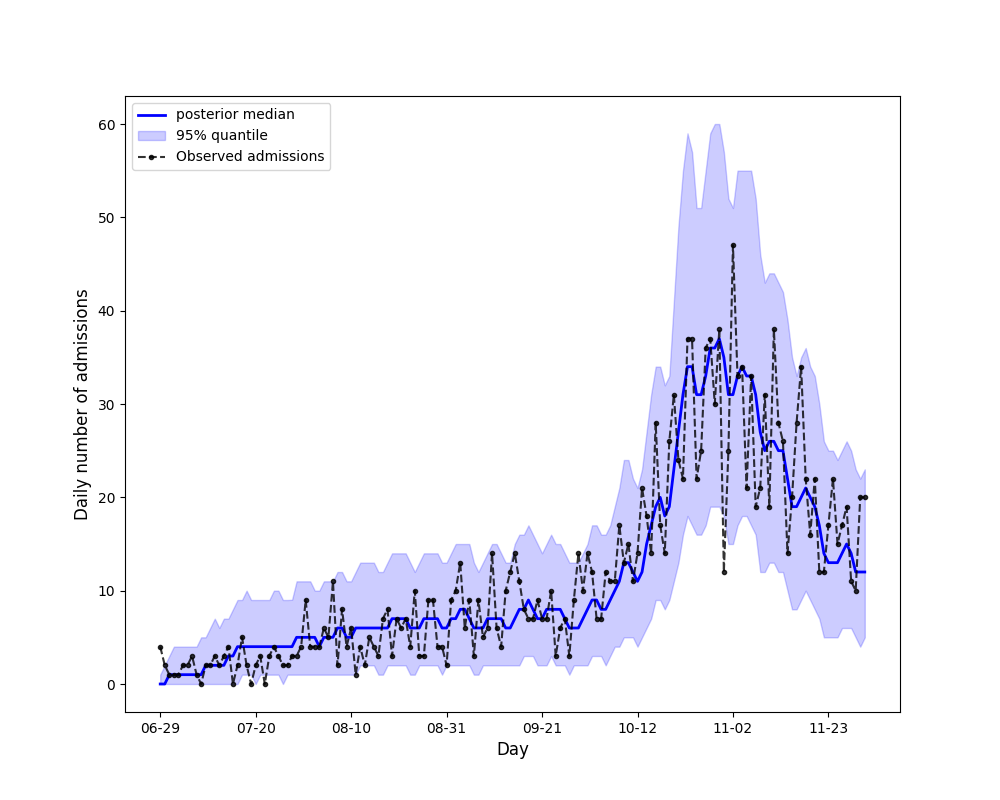 posterior median
95% quantile
Observed admissions
Daily number of admissions
60
50
40
30
20
10
0
06-29 07-20 08-10 08-31 09-21 10-12 11-02 11-23
Day